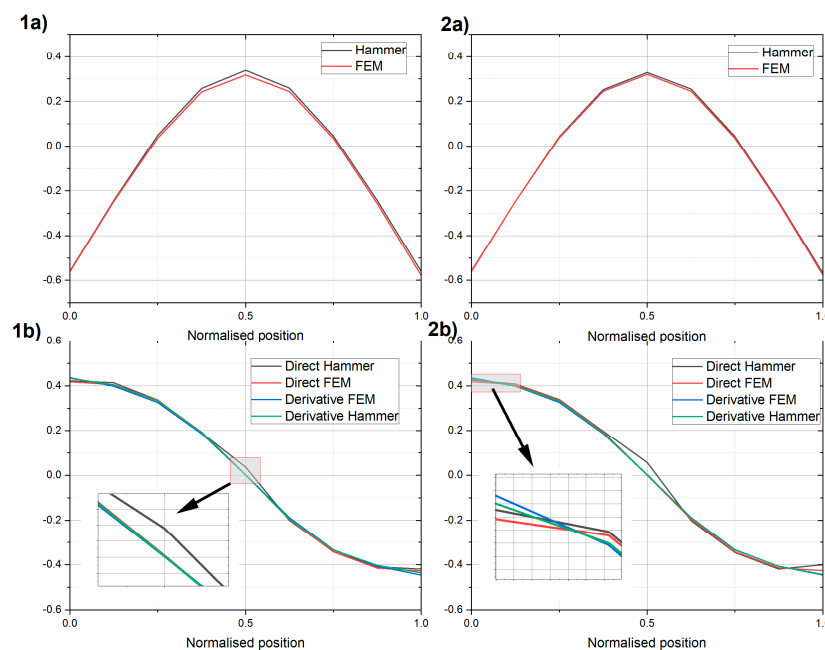 1a)
2a)
0.4
0.2
0.0
-0.2
-0.4
-0.6
Hammer
FEM
0.0
0.5
1.0
Normalised position
0.4
0.2
0.0
-0.2
-0.4
-0.6
Hammer
FEM
0.0
0.5
1.0
Normalised position
1b)
2b)
0.6
0.4
0.2
0.0
-0.2
-0.4
-0.6
Direct Hammer
Direct FEM
Derivative FEM
Derivative Hammer
0.0
0.5
1.0
Normalised position
0.6
0.4
0.2
0.0
-0.2
-0.4
-0.6
Direct Hammer
Direct FEM
Derivative FEM
Derivative Hammer
0.0
0.5
1.0
Normalised position